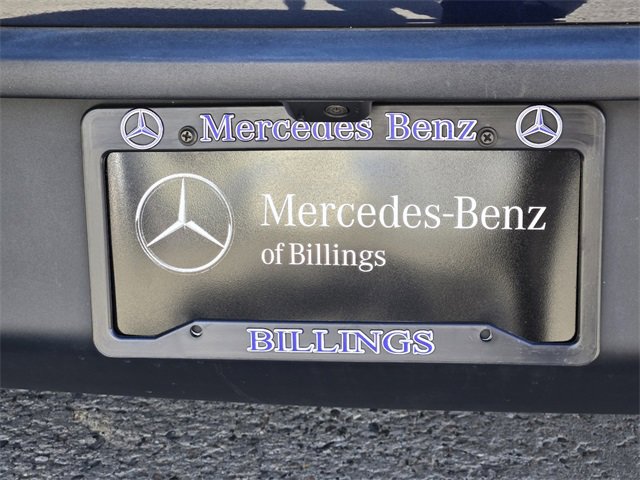 Mercedes Benz
Mercedes-Benz
of Billings
BILLINGS